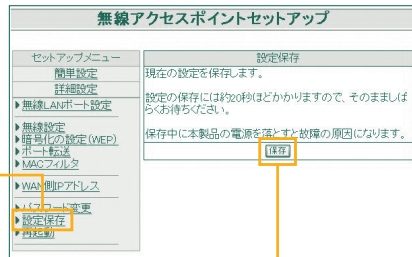 無線アクセスポイントセットアップ
セットアップメニュー
簡単設定
詳細設定
無線LANポート設定
無線設定
暗号化の設定(WEP)
ポート転送
MACフィルタ
WAN側IPアドレス
パスワード変更
設定保存
再起動
設定保存
現在の設定を保存します。
設定の保存には約20秒ほどかかりますので、そのまましば
らくお待ちください。
保存中に本製品の電源を落とすと故障の原因になります。
保存